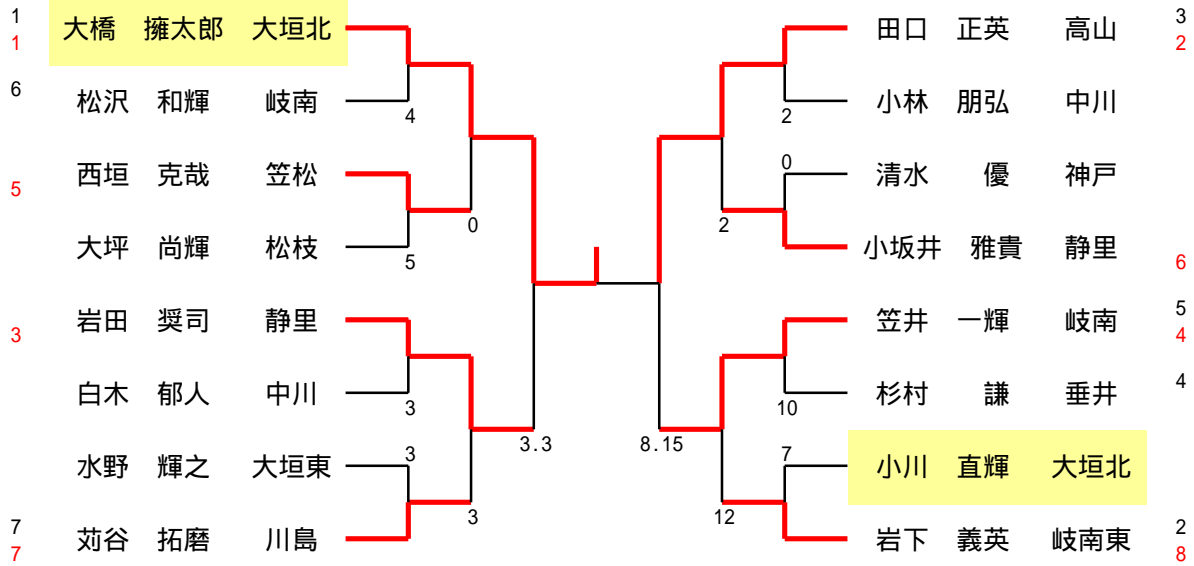 1 大橋 擁太郎 大垣北 田口 正英 高山 3
1 2
6 松沢 和輝 岐南 4 2 小林 朋弘 中川
5 西垣 克哉 笠松 0 清水 優 神戸
0 2
大坪 尚輝 松枝 5 小坂井 雅貴 静里 6
3 岩田 奨司 静里 笠井 一輝 岐南 5
4
白木 郁人 中川 3 10 杉村 謙 垂井 4
3.3 8.15
水野 輝之 大垣東 3 7 小川 直輝 大垣北
3 12
7 苅谷 拓磨 川島 岩下 義英 岐南東 2
7 8